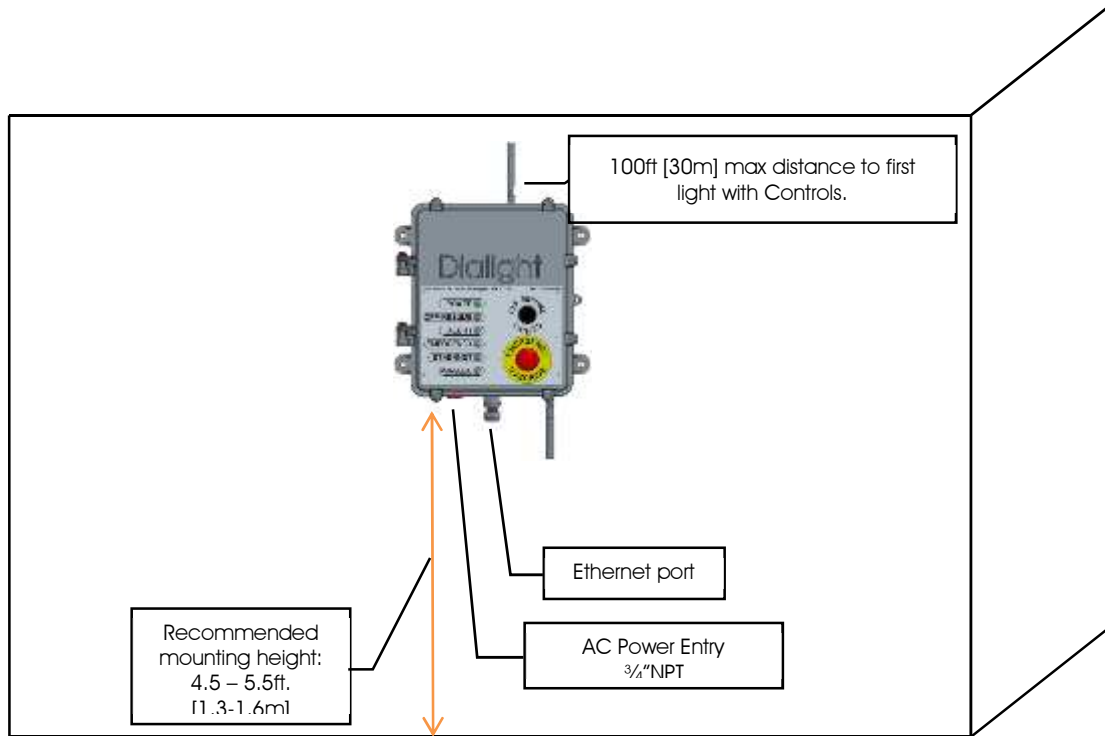 100ft [30m] max distance to first
light with Controls.
Dialight
Ethernet port
AC Power Entry
¾"NPT
Recommended
mounting height:
4.5 – 5.5ft.
[1.3-1.6m]